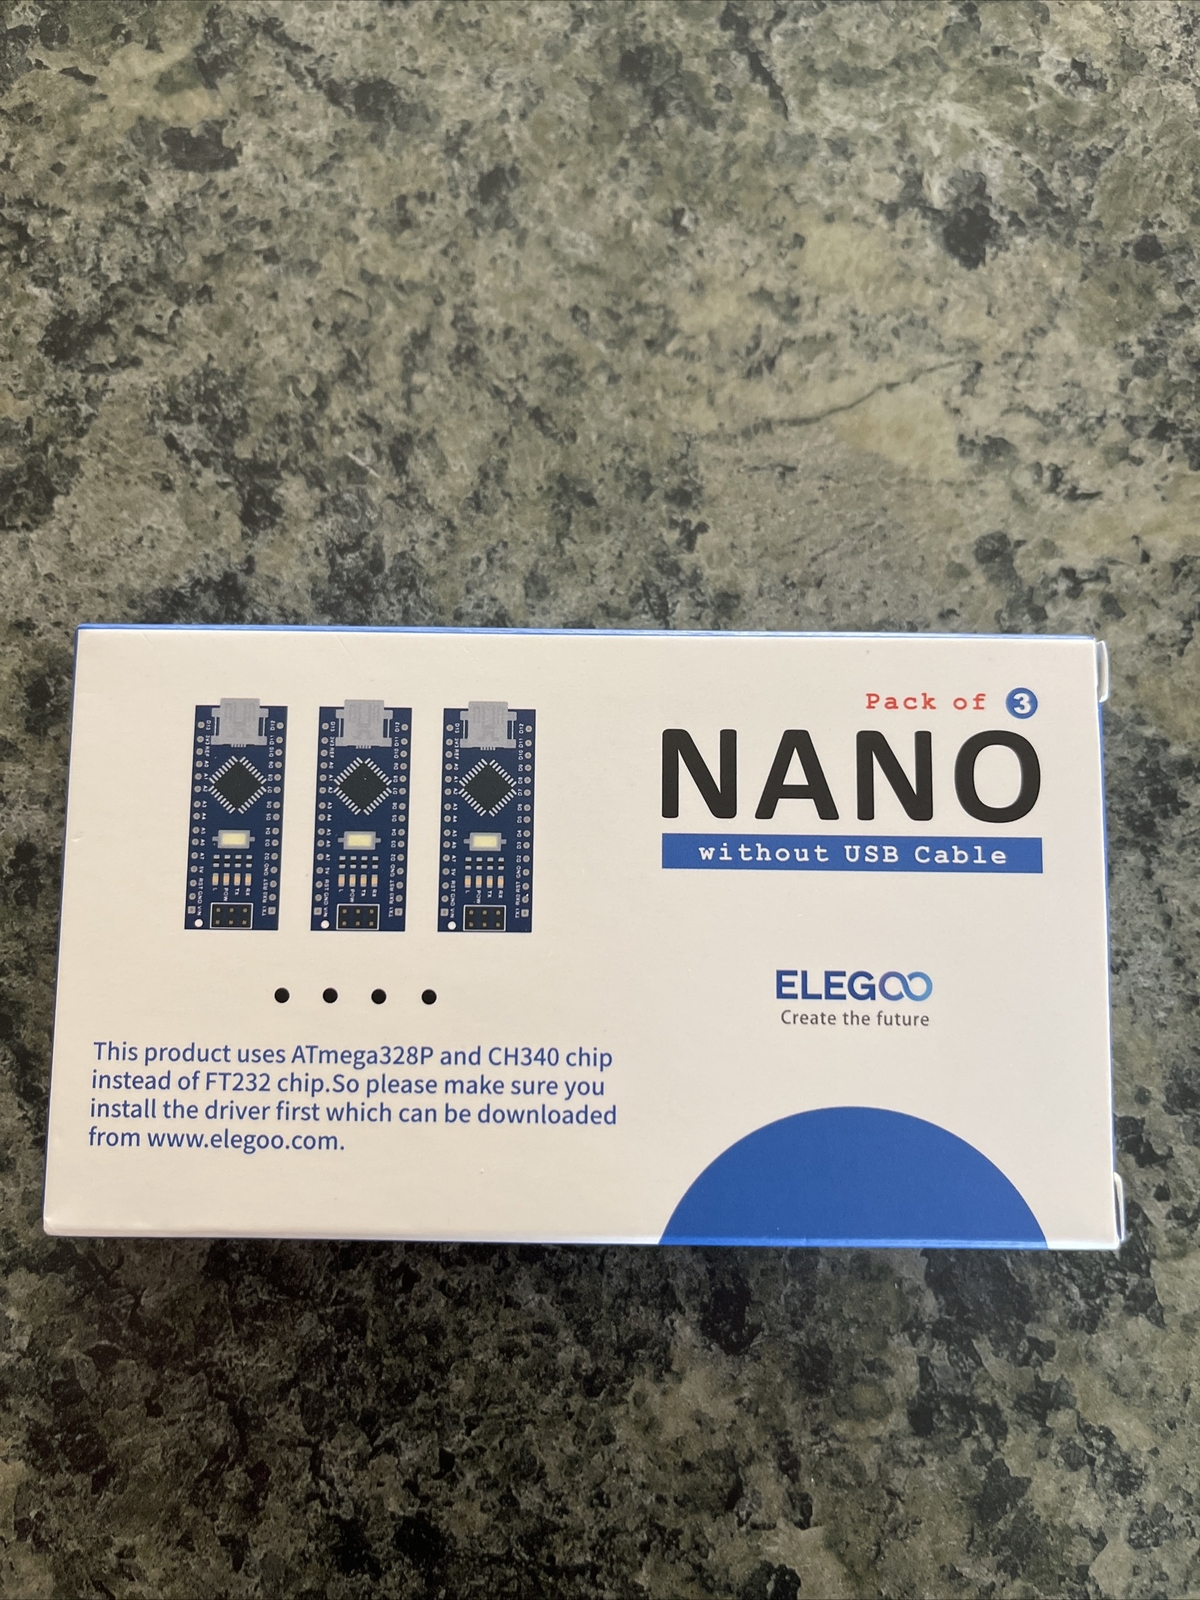 Pack of 3
NANO
without USB Cable
ELEGOO
Create the future
This product uses ATmega328P and CH340 chip
instead of FT232 chip.So please make sure you
install the driver first which can be downloaded
from www.elegoo.com.